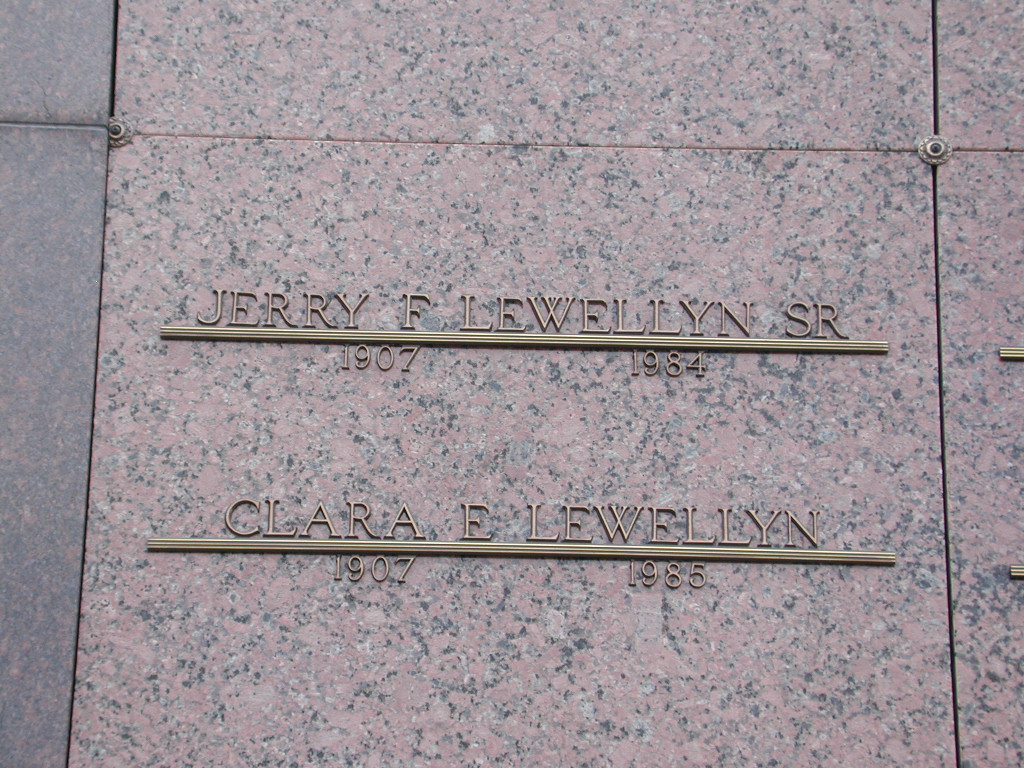 JERRY F LEWELLYN SR
1907 1984
CLARA E LEWELLYN
1907 1985